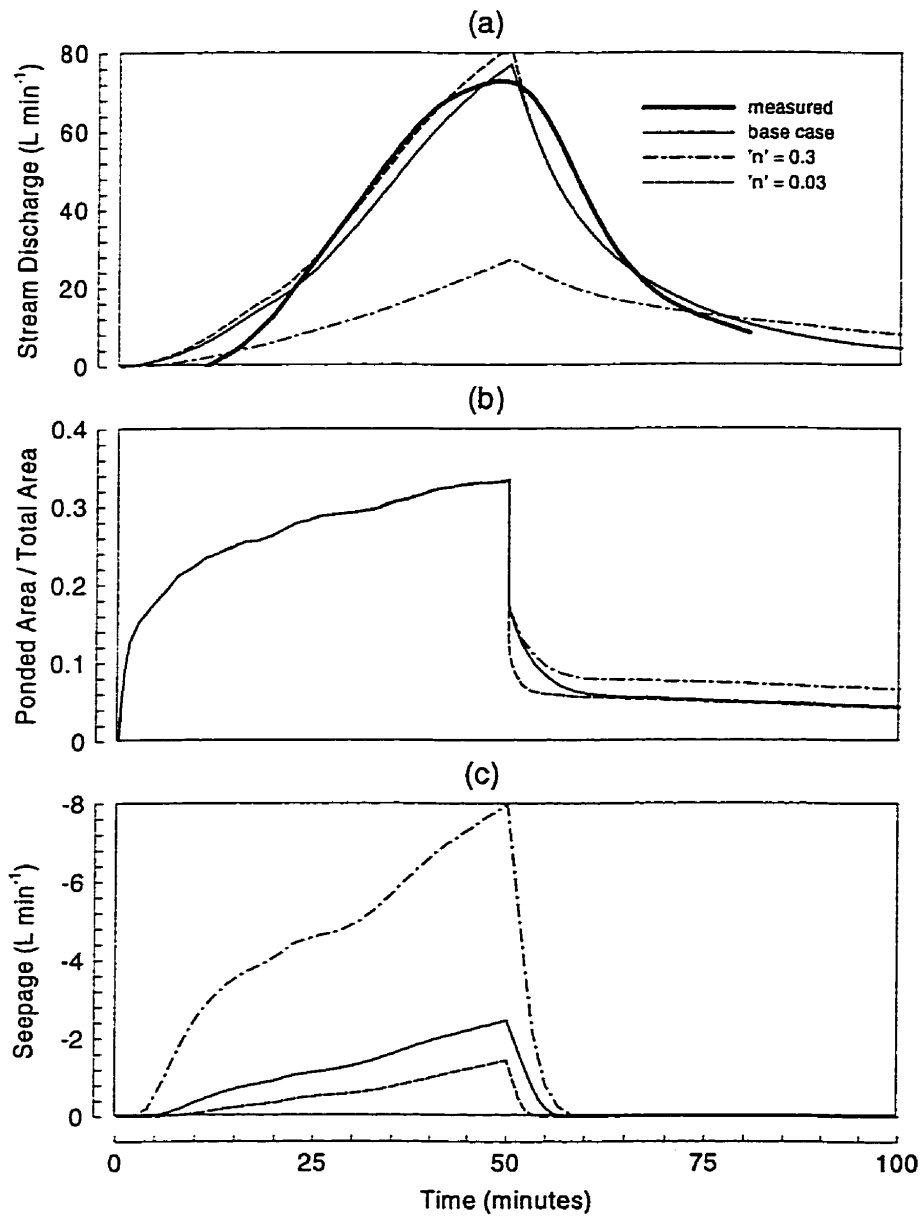 (a)
Stream Discharge (L min⁻¹)
80
60
40
20
0
measured
base case
'n' = 0.3
'n' = 0.03
(b)
Ponded Area / Total Area
0.4
0.3
0.2
0.1
0
(c)
Seepage (L min⁻¹)
-8
-6
-4
-2
0
0 25 50 75 100
Time (minutes)